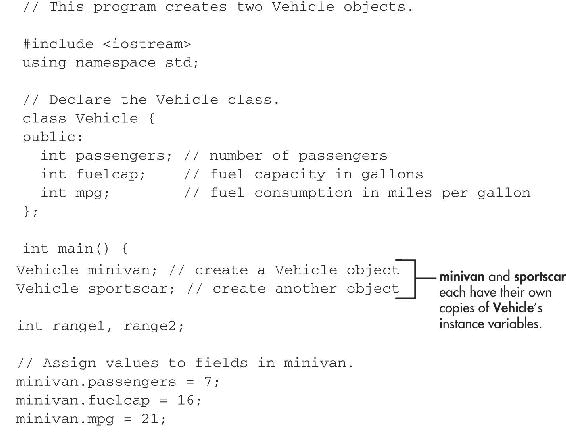 // This program creates two Vehicle objects.
#include <iostream>
using namespace std;
// Declare the Vehicle class.
class Vehicle {
public:
int passengers; // number of passengers
int fuelcap; // fuel capacity in gallons
int mpg; // fuel consumption in miles per gallon
};
int main() {
Vehicle minivan; // create a Vehicle object
Vehicle sportscar; // create another object
minivan and sportscar
each have their own
copies of Vehicle's
instance variables.
int range1, range2;
// Assign values to fields in minivan.
minivan.passengers = 7;
minivan.fuelcap = 16;
minivan.mpg = 21;